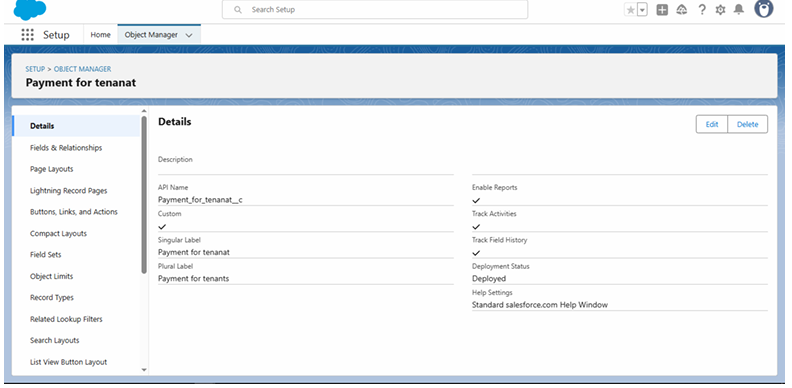 Search Setup
Setup
Home
Object Manager
SETUP > OBJECT MANAGER
Payment for tenanat
Details
Fields & Relationships
Page Layouts
Lightning Record Pages
Buttons, Links, and Actions
Compact Layouts
Field Sets
Object Limits
Record Types
Related Lookup Filters
Search Layouts
List View Button Layout
Details
Edit
Delete
Description
API Name
Payment_for_tenanat__c
Custom
Singular Label
Payment for tenanat
Plural Label
Payment for tenants
Enable Reports
Track Activities
Track Field History
Deployment Status
Deployed
Help Settings
Standard salesforce.com Help Window